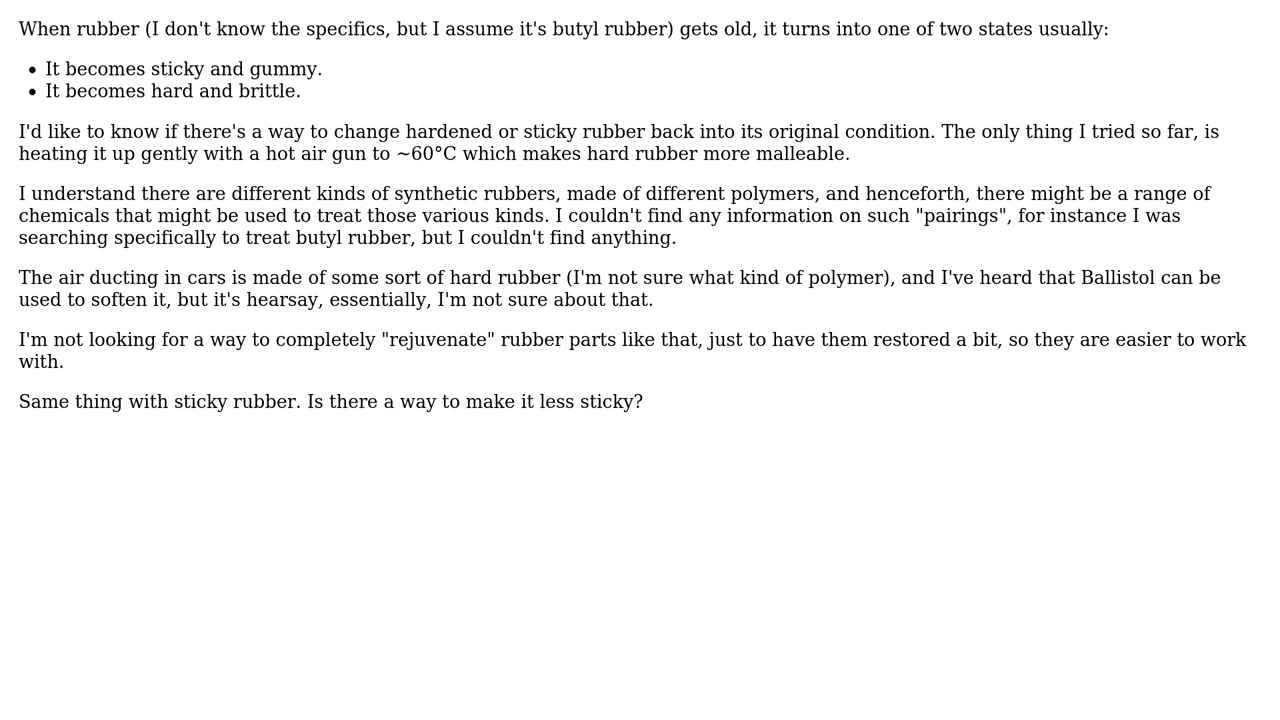 When rubber (I don't know the specifics, but I assume it's butyl rubber) gets old, it turns into one of two states usually:
• It becomes sticky and gummy.
• It becomes hard and brittle.
I'd like to know if there's a way to change hardened or sticky rubber back into its original condition. The only thing I tried so far, is
heating it up gently with a hot air gun to ~60°C which makes hard rubber more malleable.
I understand there are different kinds of synthetic rubbers, made of different polymers, and henceforth, there might be a range of
chemicals that might be used to treat those various kinds. I couldn't find any information on such "pairings", for instance I was
searching specifically to treat butyl rubber, but I couldn't find anything.
The air ducting in cars is made of some sort of hard rubber (I'm not sure what kind of polymer), and I've heard that Ballistol can be
used to soften it, but it's hearsay, essentially, I'm not sure about that.
I'm not looking for a way to completely "rejuvenate" rubber parts like that, just to have them restored a bit, so they are easier to work
with.
Same thing with sticky rubber. Is there a way to make it less sticky?